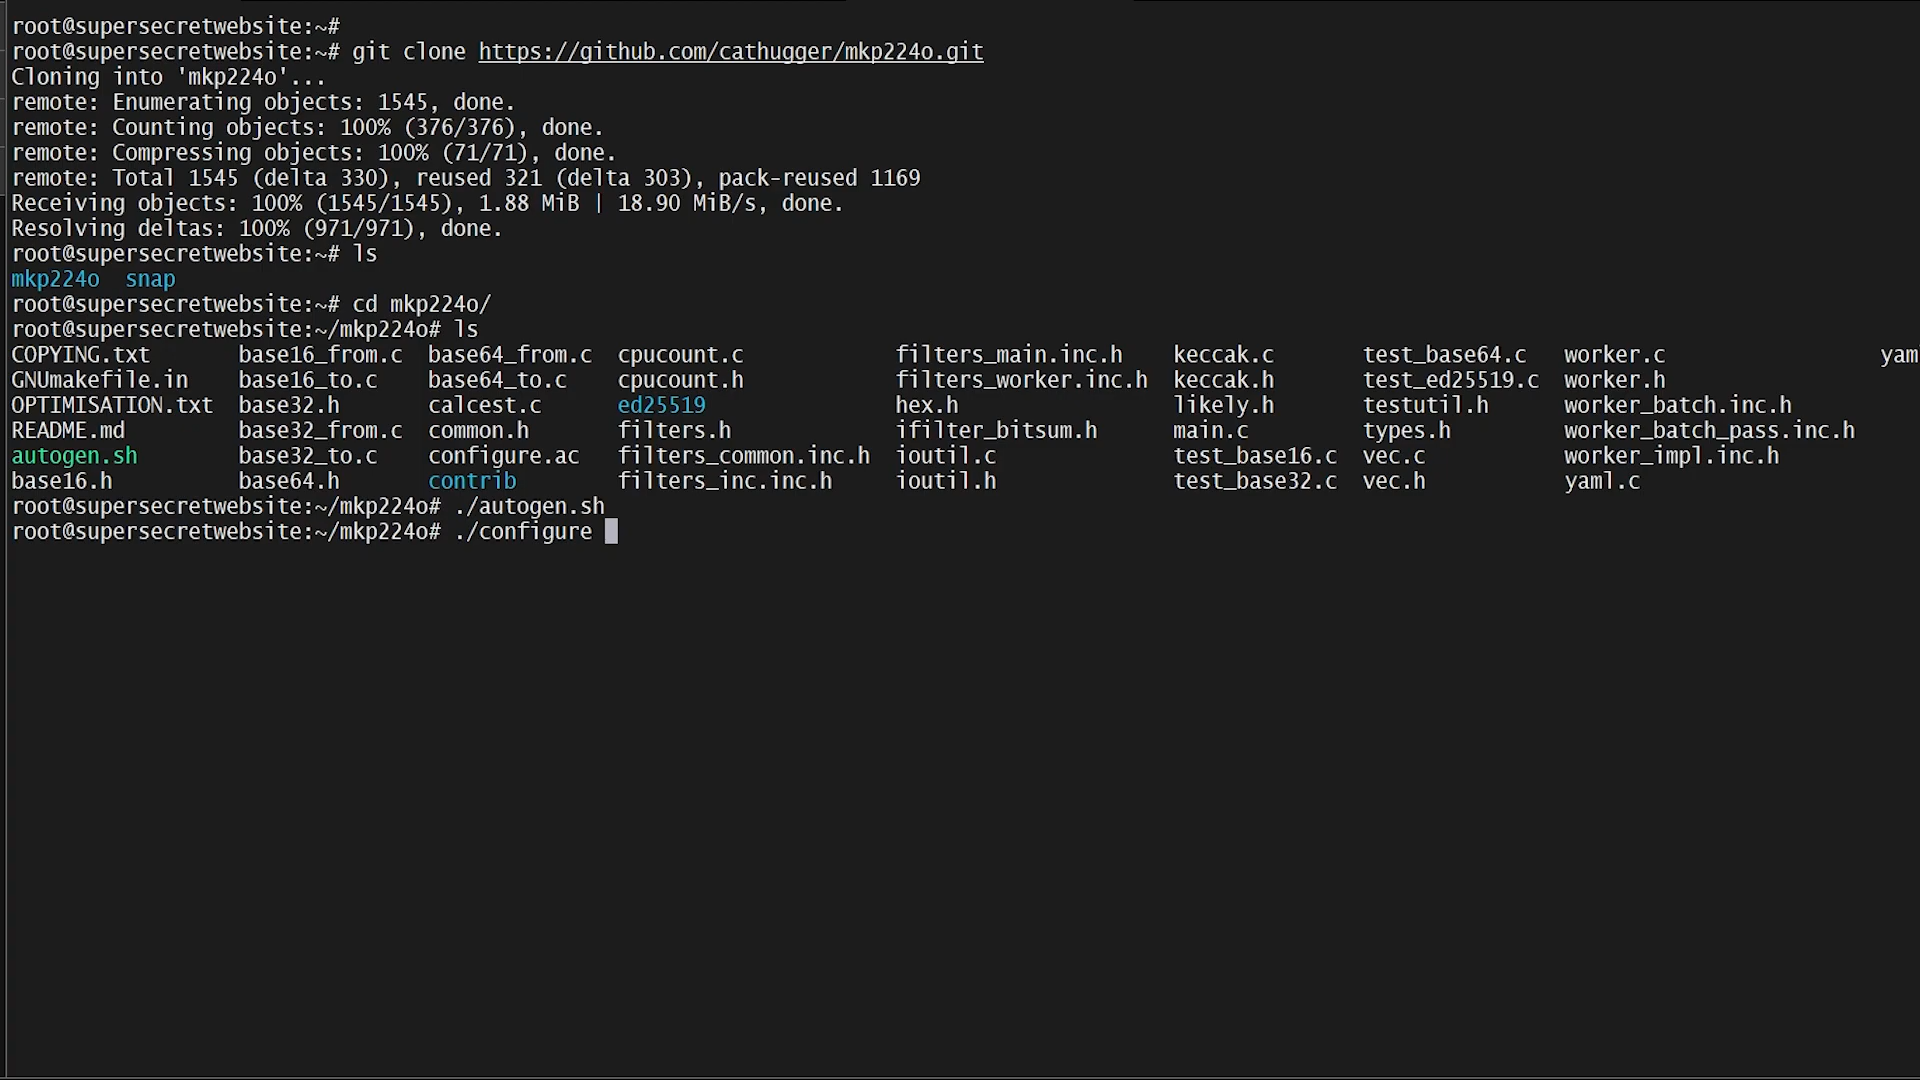 root@supersecretwebsite:~#
root@supersecretwebsite:~# git clone https://github.com/cathugger/mkp224o.git
Cloning into 'mkp224o'...
remote: Enumerating objects: 1545, done.
remote: Counting objects: 100% (376/376), done.
remote: Compressing objects: 100% (71/71), done.
remote: Total 1545 (delta 330), reused 321 (delta 303), pack-reused 1169
Receiving objects: 100% (1545/1545), 1.88 MiB | 18.90 MiB/s, done.
Resolving deltas: 100% (971/971), done.
root@supersecretwebsite:~# ls
mkp224o  snap
root@supersecretwebsite:~# cd mkp224o/
root@supersecretwebsite:~/mkp224o# ls
COPYING.txt  base16_from.c  base64_from.c  cpucount.c  filters_main.inc.h  keccak.c  test_base64.c  worker.c  yam
GNUmakefile.in  base16_to.c  base64_to.c  cpucount.h  filters_worker.inc.h  keccak.h  test_ed25519.c  worker.h
OPTIMISATION.txt  base32.h  calcest.c  ed25519  hex.h  likely.h  testutil.h  worker_batch.inc.h
README.md  base32_from.c  common.h  filters.h  ifilter_bitsum.h  main.c  types.h  worker_batch_pass.inc.h
autogen.sh  base32_to.c  configure.ac  filters_common.inc.h  ioutil.c  test_base16.c  vec.c  worker_impl.inc.h
base16.h  base64.h  contrib  filters_inc.inc.h  ioutil.h  test_base32.c  vec.h  yaml.c
root@supersecretwebsite:~/mkp224o# ./autogen.sh
root@supersecretwebsite:~/mkp224o# ./configure